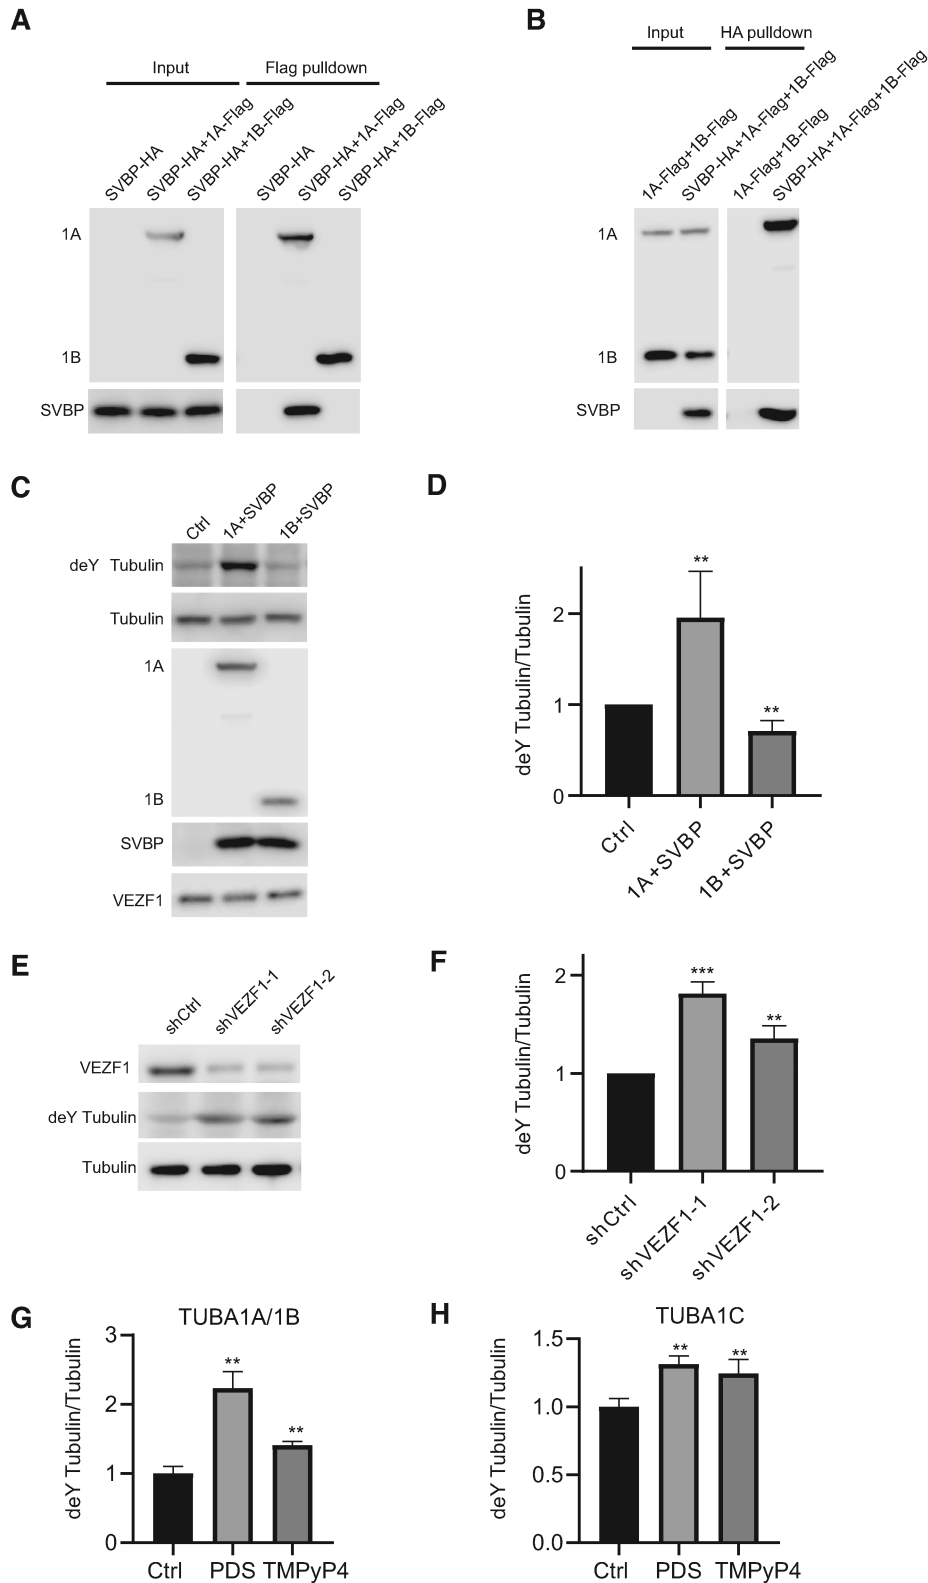 A
Input
Flag pulldown
SVBP-HA
SVBP-HA+1A-Flag
SVBP-HA+1B-Flag
SVBP-HA
SVBP-HA+1A-Flag
SVBP-HA+1B-Flag
1A
1B
SVBP
B
Input
HA pulldown
1A-Flag+1B-Flag
SVBP-HA+1A-Flag+1B-Flag
1A-Flag+1B-Flag
SVBP-HA+1A-Flag+1B-Flag
1A
1B
SVBP
C
Ctrl
1A+SVBP
1B+SVBP
deY Tubulin
Tubulin
1A
1B
SVBP
VEZF1
D
deY Tubulin/Tubulin
2
1
0
**
**
Ctrl
1A+SVBP
1B+SVBP
E
shCtrl
shVEZF1-1
shVEZF1-2
VEZF1
deY Tubulin
Tubulin
F
deY Tubulin/Tubulin
2
1
0
***
**
shCtrl
shVEZF1-1
shVEZF1-2
G
TUBA1A/1B
deY Tubulin/Tubulin
3
2
1
0
**
**
Ctrl
PDS
TMPyP4
H
TUBA1C
deY Tubulin/Tubulin
1.5
1.0
0.5
0.0
**
**
Ctrl
PDS
TMPyP4